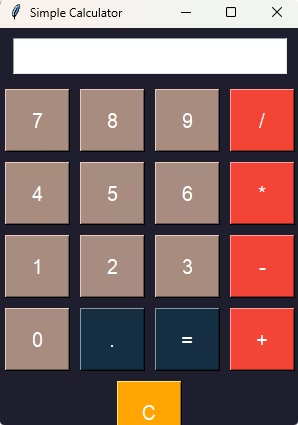 Simple Calculator
7 8 9 /
4 5 6 *
1 2 3 -
0 . = +
C